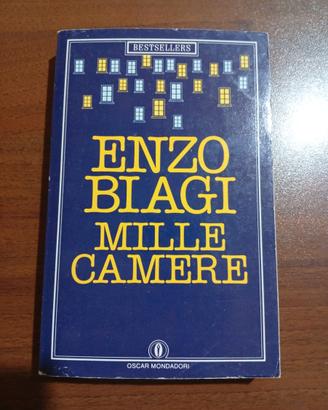 BESTSELLERS
ENZO
BIAGI
MILLE
CAMERE
OSCAR MONDADORI